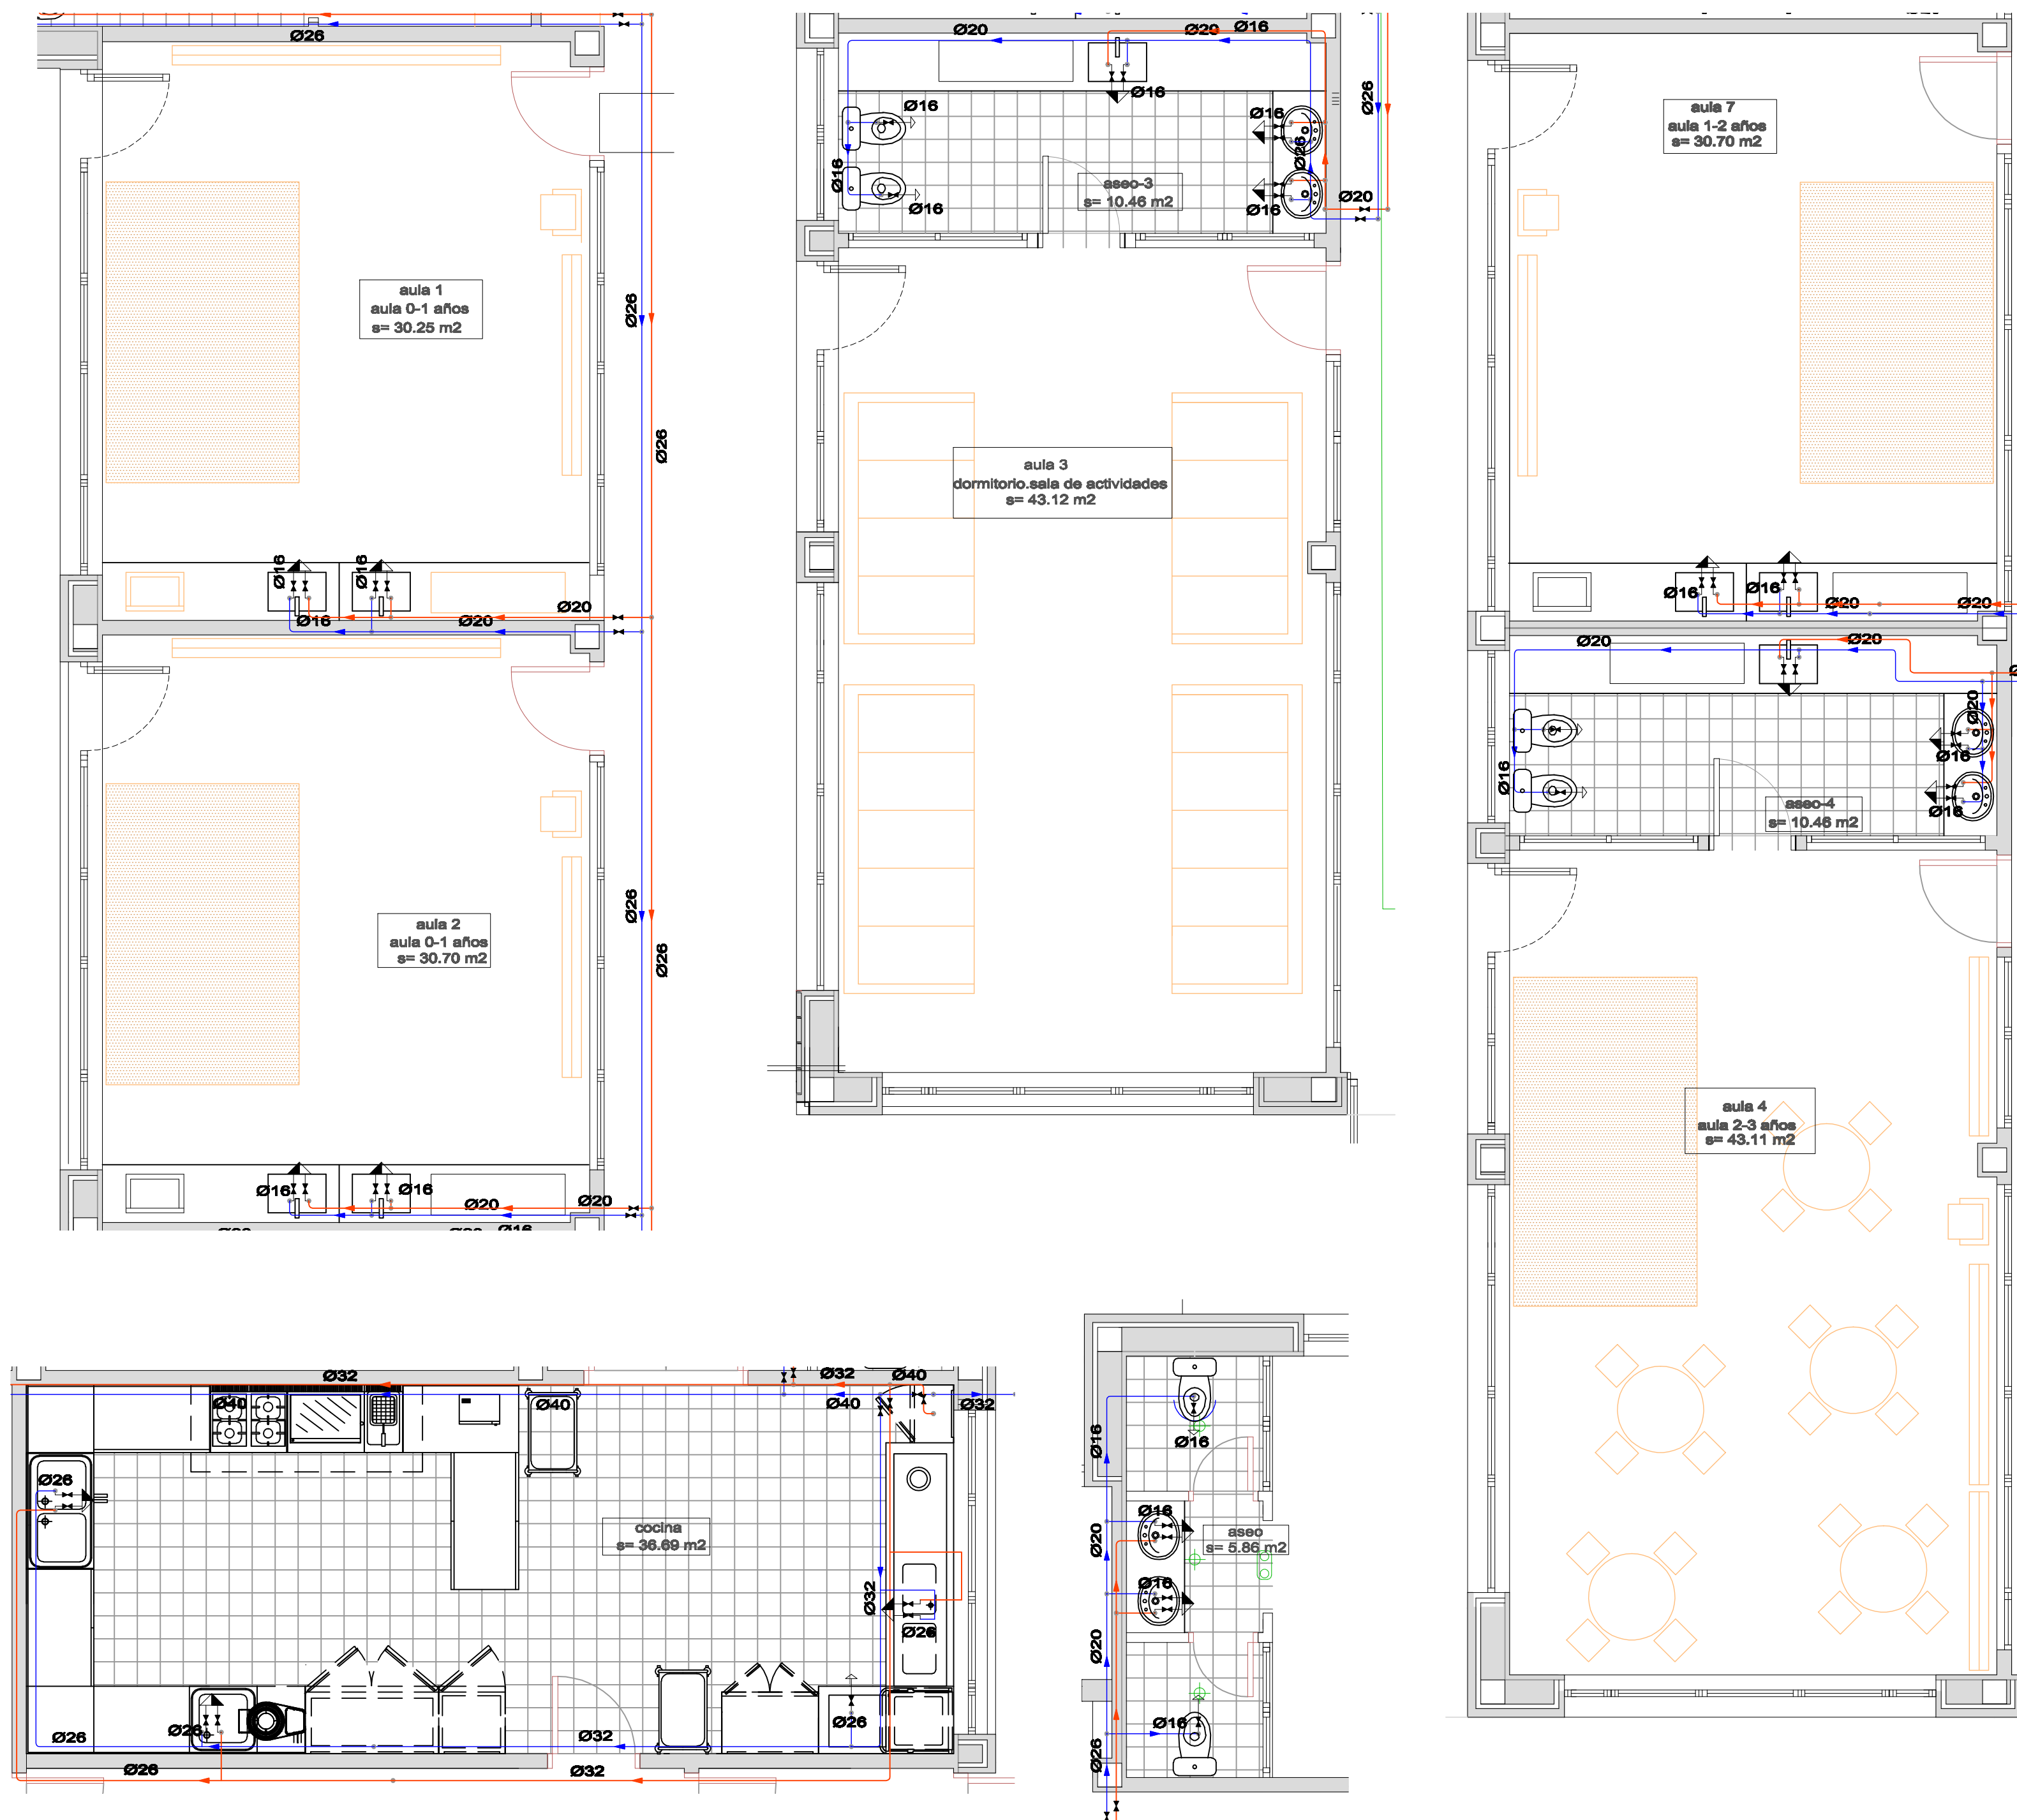 Ø26
aula 1
aula 0-1 años
s= 30.25 m2
Ø26
Ø26
Ø16
Ø16
Ø16
Ø20
Ø20
aula 2
aula 0-1 años
s= 30.70 m2
Ø26
Ø26
Ø16
Ø16
Ø20
Ø20
Ø16
Ø20
Ø20
Ø16
Ø16
Ø16
Ø16
Ø16
Ø16
Ø26
Ø16
Ø20
Ø26
aseo-3
s= 10.46 m2
aula 3
dormitorio.sala de actividades
s= 43.12 m2
aula 7
aula 1-2 años
s= 30.70 m2
Ø16
Ø16
Ø20
Ø20
Ø20
Ø20
Ø20
Ø16
Ø16
Ø16
aseo-4
s= 10.46 m2
aula 4
aula 2-3 años
s= 43.11 m2
Ø32
Ø32
Ø40
Ø40
Ø40
Ø40
Ø32
Ø26
cocina
s= 36.69 m2
Ø32
Ø26
Ø26
Ø26
Ø32
Ø26
Ø26
Ø32
Ø16
Ø16
Ø16
Ø20
aseo
s= 5.86 m2
Ø16
Ø20
Ø16
Ø26